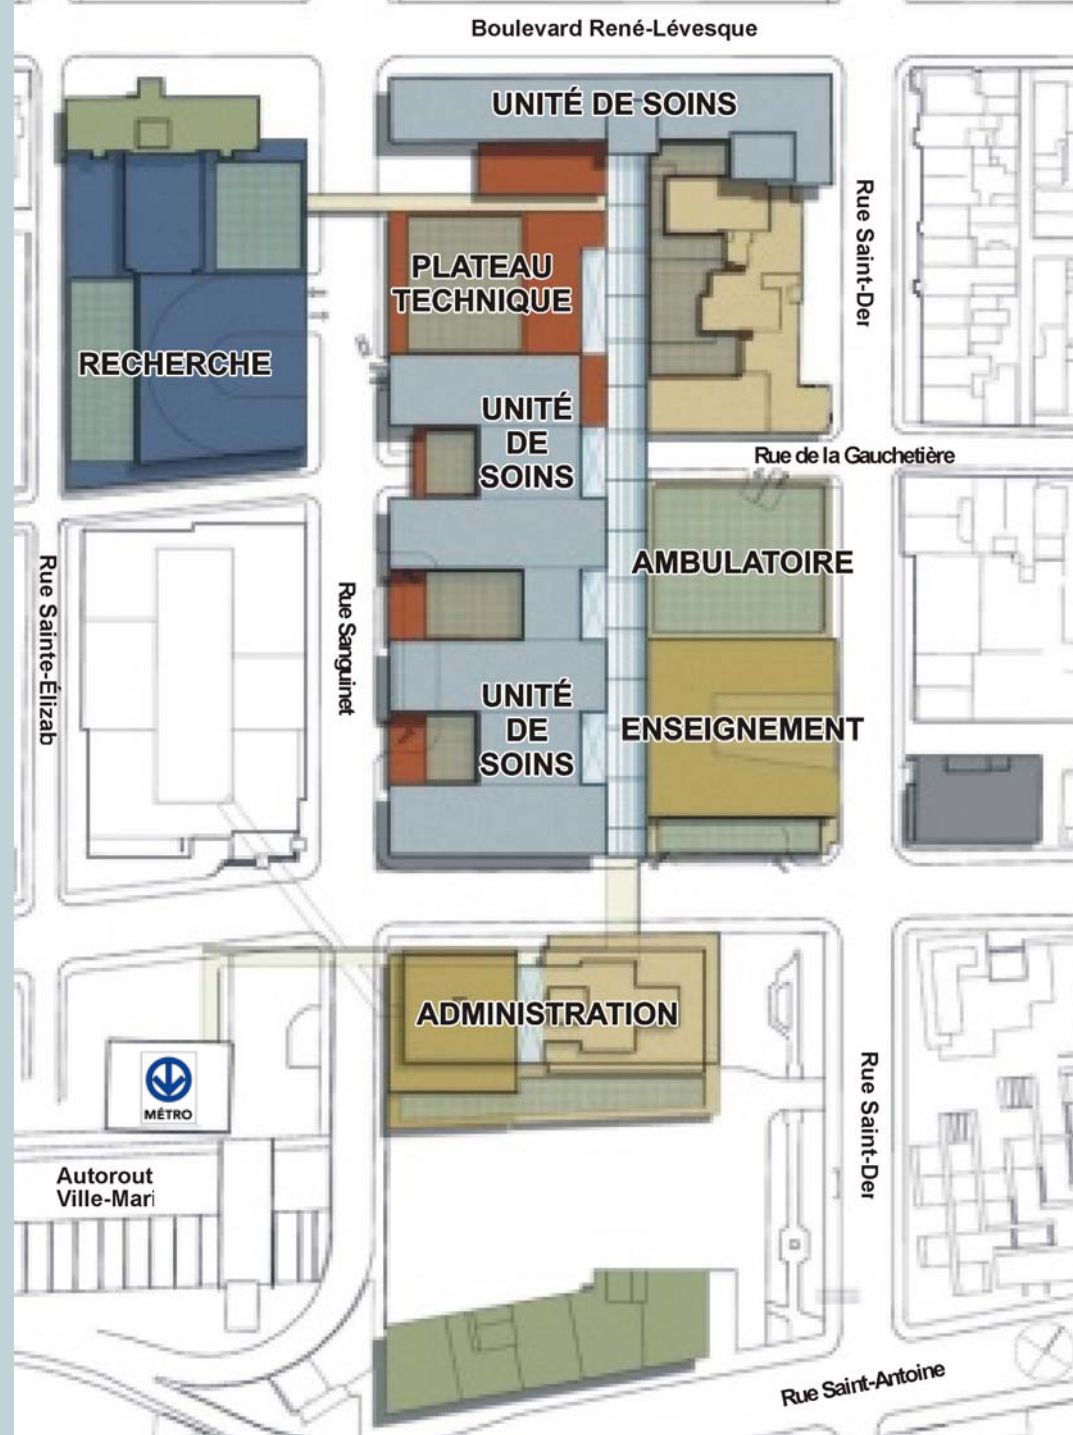 Boulevard René-Lévesque
UNITÉ DE SOINS
Rue Saint-Der
PLATEAU
TECHNIQUE
RECHERCHE
UNITÉ
DE
SOINS
Rue de la Gauchetière
AMBULATOIRE
Rue Sainte-Élizab
Rue Sanguinet
UNITÉ
DE
SOINS
ENSEIGNEMENT
ADMINISTRATION
MÉTRO
Rue Saint-Der
Autorout
Ville-Mari
Rue Saint-Antoine